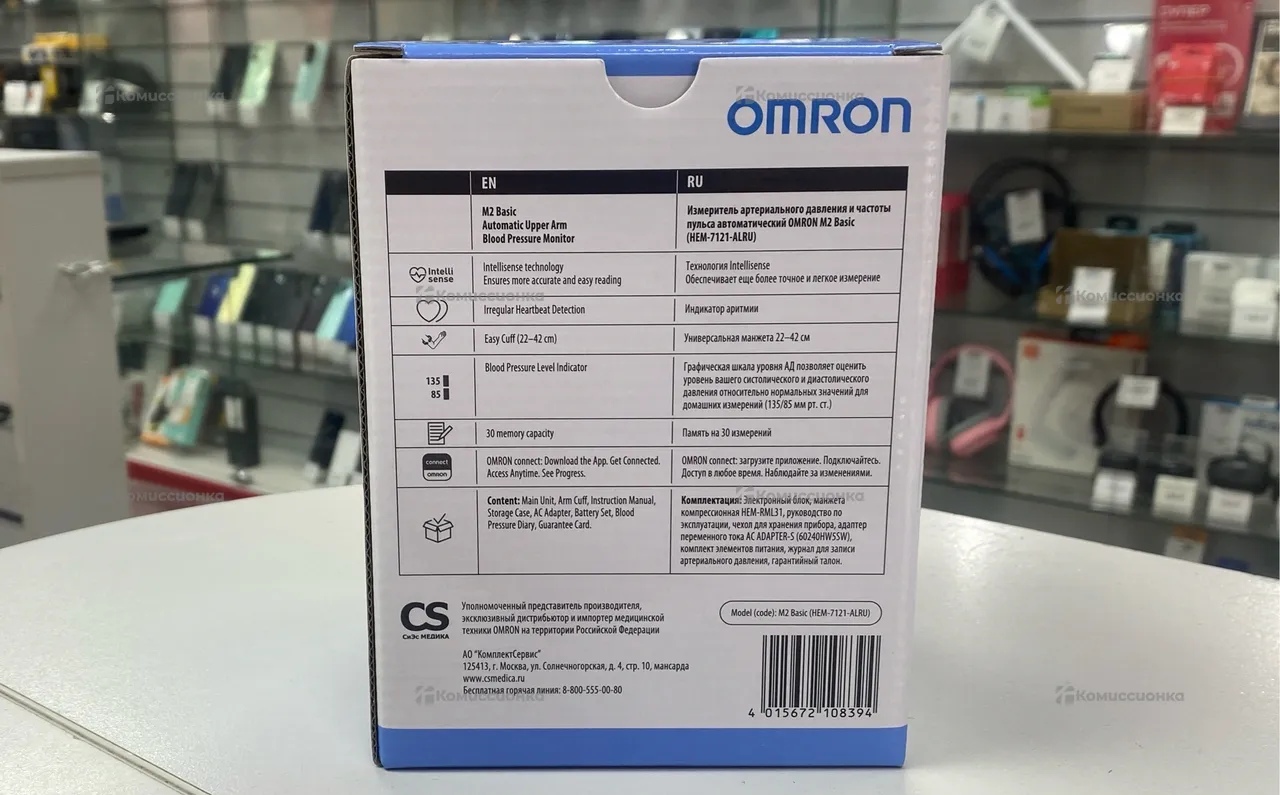 OMRON
EN
RU
M2 Basic
Automatic Upper Arm
Blood Pressure Monitor
Измеритель артериального давления и частоты
пульса автоматический OMRON M2 Basic
(HEM-7121-ALRU)
Intelli
sense
Intellisense technology
Ensures more accurate and easy reading
Технология Intellisense
Обеспечивает еще более точное и легкое измерение
Irregular Heartbeat Detection
Индикатор аритмии
Easy Cuff (22–42 cm)
Универсальная манжета 22–42 см
135
85
Blood Pressure Level Indicator
Графическая шкала уровня АД позволяет оценить
уровень вашего систолического и диастолического
давления относительно нормальных значений для
домашних измерений (135/85 мм рт. ст.)
30 memory capacity
Память на 30 измерений
connect
OMRON
OMRON connect: Download the App. Get Connected.
Access Anytime. See Progress.
OMRON connect: загрузите приложение. Подключайтесь.
Доступ в любое время. Наблюдайте за изменениями.
Content: Main Unit, Arm Cuff, Instruction Manual,
Storage Case, AC Adapter, Battery Set, Blood
Pressure Diary, Guarantee Card.
Комплектация: Электронный блок, манжета
компрессионная HEM-RML31, руководство по
эксплуатации, чехол для хранения прибора, адаптер
переменного тока AC ADAPTER-S (60240HW5SW),
комплект элементов питания, журнал для записи
артериального давления, гарантийный талон.
CS
СиЭс МЕДИКА
Уполномоченный представитель производителя,
эксклюзивный дистрибьютор и импортер медицинской
техники OMRON на территории Российской Федерации
АО "КомплектСервис"
125413, г. Москва, ул. Солнечногорская, д. 4, стр. 10, мансарда
www.csmedica.ru
Бесплатная горячая линия: 8-800-555-00-80
Model (code): M2 Basic (HEM-7121-ALRU)
4 015672 108394
Комиссионка
Комиссионка
Комиссионка
Комиссионка
Комиссионка
Комиссионка
Комиссионка
Комиссионка